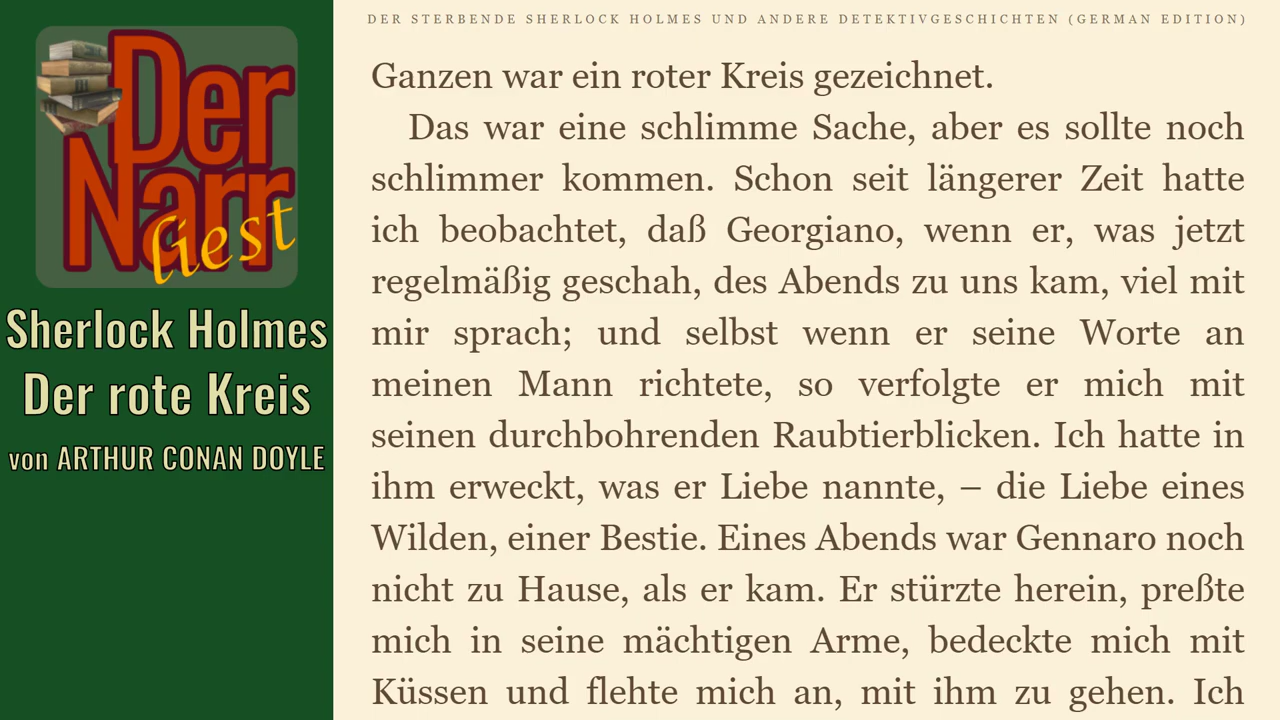 Der
Narr
liest
Sherlock Holmes
Der rote Kreis
von ARTHUR CONAN DOYLE
DER STERBENDE SHERLOCK HOLMES UND ANDERE DETEKTIVGESCHICHTEN (GERMAN EDITION)
Ganzen war ein roter Kreis gezeichnet.
Das war eine schlimme Sache, aber es sollte noch
schlimmer kommen. Schon seit längerer Zeit hatte
ich beobachtet, daß Georgiano, wenn er, was jetzt
regelmäßig geschah, des Abends zu uns kam, viel mit
mir sprach; und selbst wenn er seine Worte an
meinen Mann richtete, so verfolgte er mich mit
seinen durchbohrenden Raubtierblicken. Ich hatte in
ihm erweckt, was er Liebe nannte, – die Liebe eines
Wilden, einer Bestie. Eines Abends war Gennaro noch
nicht zu Hause, als er kam. Er stürzte herein, preßte
mich in seine mächtigen Arme, bedeckte mich mit
Küssen und flehte mich an, mit ihm zu gehen. Ich